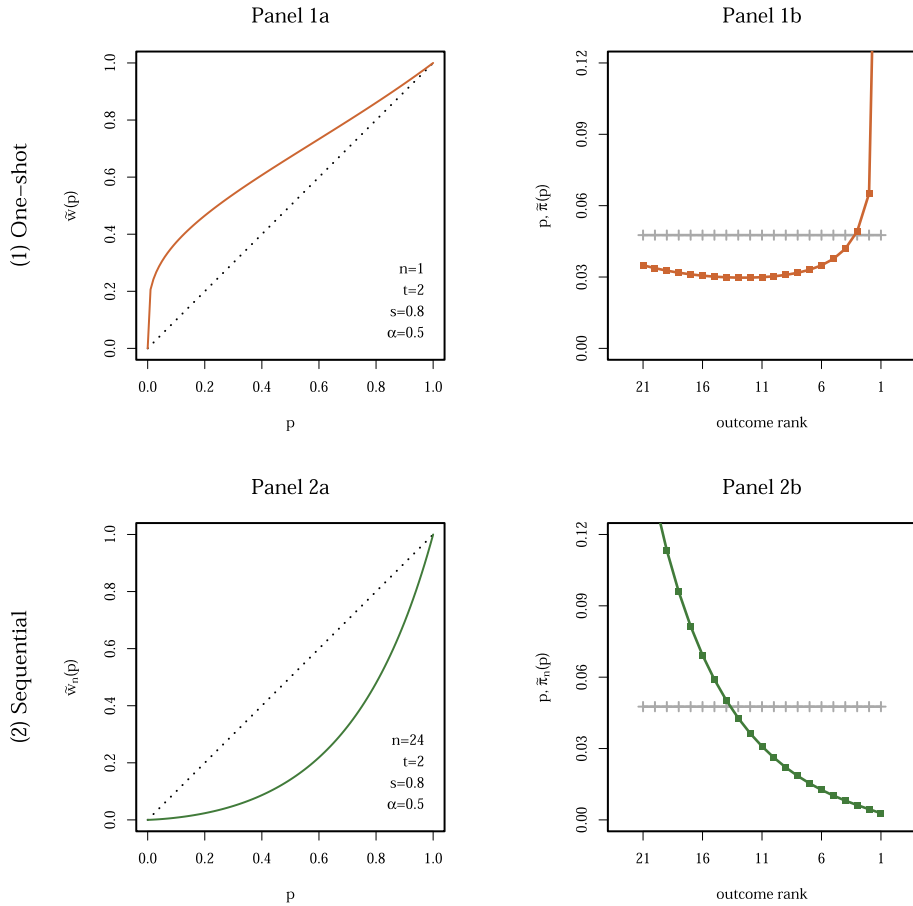 Panel 1a
(1) One−shot
w̃(p)
1.0
0.8
0.6
0.4
0.2
0.0
n=1
t=2
s=0.8
α=0.5
0.0 0.2 0.4 0.6 0.8 1.0
p
Panel 1b
p, π̃(p)
0.12
0.09
0.06
0.03
0.00
21 16 11 6 1
outcome rank
Panel 2a
(2) Sequential
w̃n(p)
1.0
0.8
0.6
0.4
0.2
0.0
n=24
t=2
s=0.8
α=0.5
0.0 0.2 0.4 0.6 0.8 1.0
p
Panel 2b
p, π̃n(p)
0.12
0.09
0.06
0.03
0.00
21 16 11 6 1
outcome rank